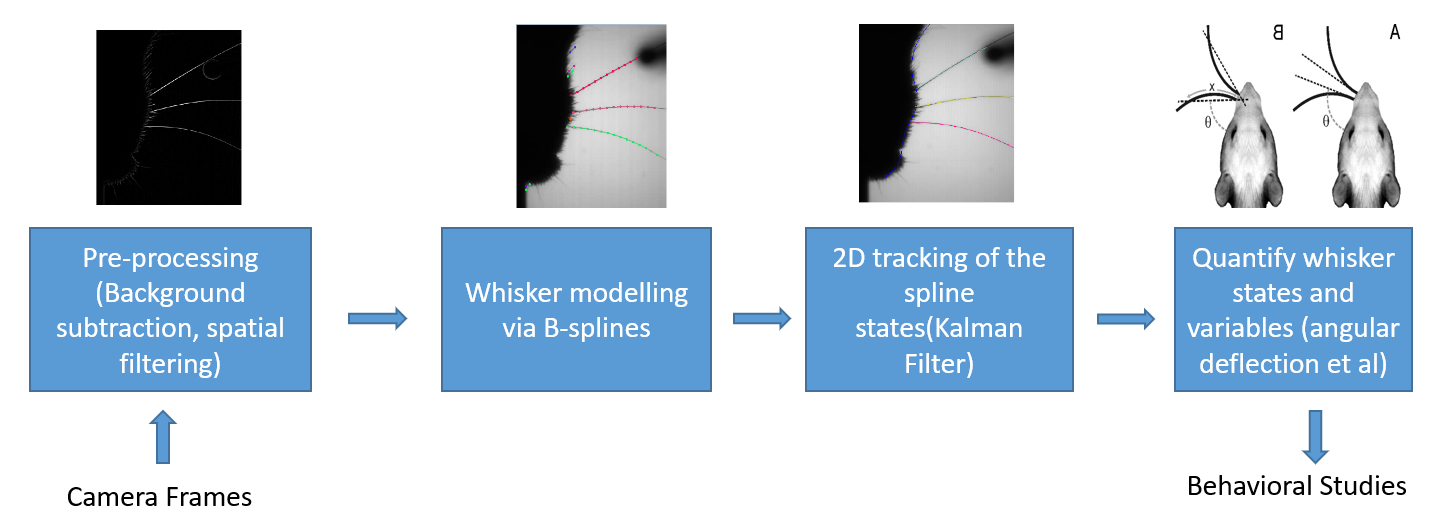 B
A
x
θ
θ
Pre-processing
(Background
subtraction, spatial
filtering)
Whisker modelling
via B-splines
2D tracking of the
spline
states(Kalman
Filter)
Quantify whisker
states and
variables (angular
deflection et al)
Camera Frames
Behavioral Studies